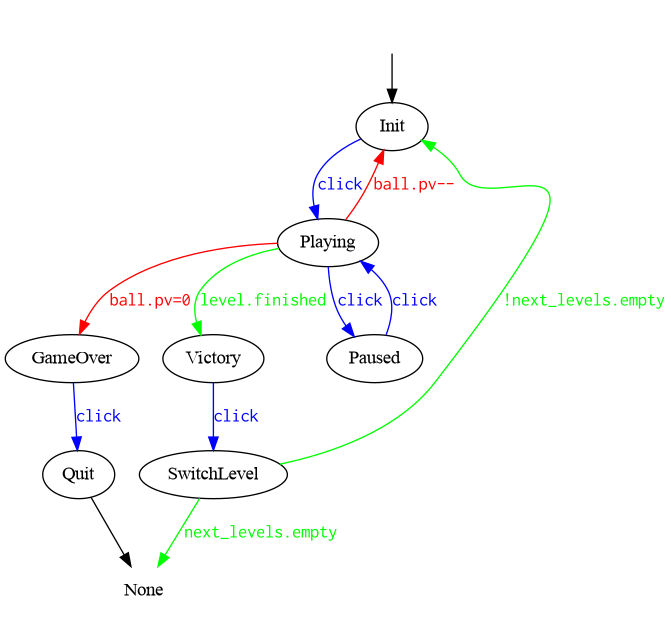 Init
click
ball.pv--
Playing
ball.pv=0
level.finished
click
click
!next_levels.empty
GameOver
Victory
Paused
click
click
Quit
SwitchLevel
next_levels.empty
None